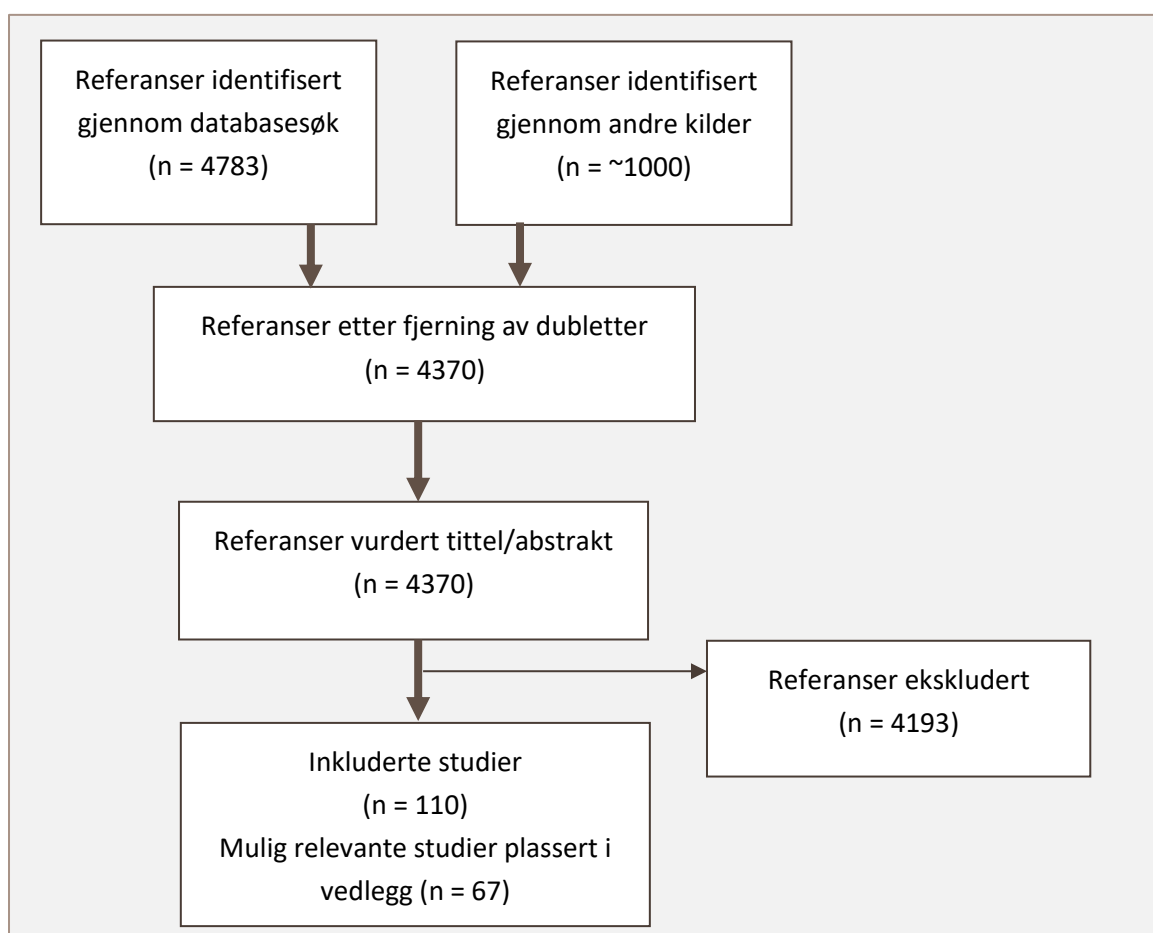 Referanser identifisert
gjennom databasesøk
(n = 4783)
Referanser identifisert
gjennom andre kilder
(n = ~1000)
Referanser etter fjerning av dubletter
(n = 4370)
Referanser vurdert tittel/abstrakt
(n = 4370)
Referanser ekskludert
(n = 4193)
Inkluderte studier
(n = 110)
Mulig relevante studier plassert i
vedlegg (n = 67)